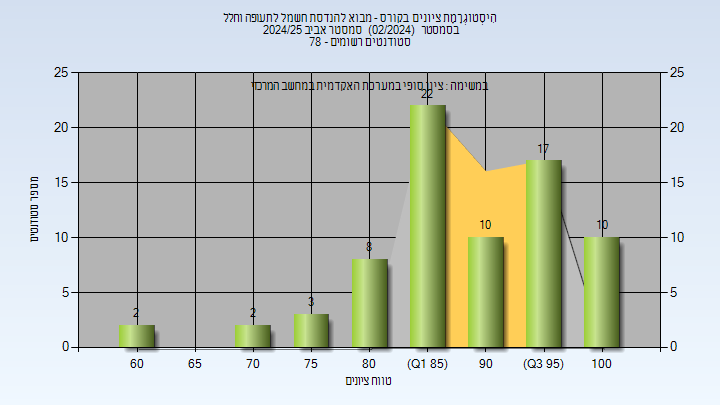 הִיסְטוֹגְרָמַת ציונים בקורס - מבוא להנדסת חשמל לתעופה וחלל
בסמסטר (02/2024) סמסטר אביב 2024/25
סטודנטים רשומים - 78
במשימה : ציון סופי במערכת האקדמית במחשב המרכזי
25 25
20 20
15 15
10 10
5 5
0 0
מספר סטודנטים
2 2 3 8 22 10 17 10
60 65 70 75 80 (Q1 85) 90 (Q3 95) 100
טווח ציונים